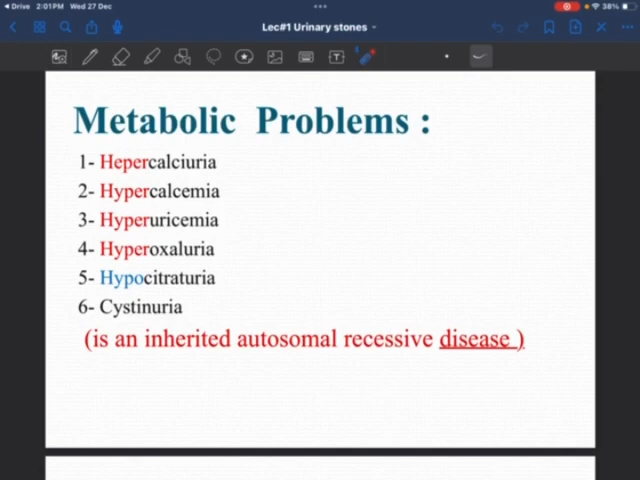 Drive 2:01PM Wed 27 Dec
38%
Lec#1 Urinary stones
T
Metabolic Problems :
1- Hepercalciuria
2- Hypercalcemia
3- Hyperuricemia
4- Hyperoxaluria
5- Hypocitraturia
6- Cystinuria
(is an inherited autosomal recessive disease )